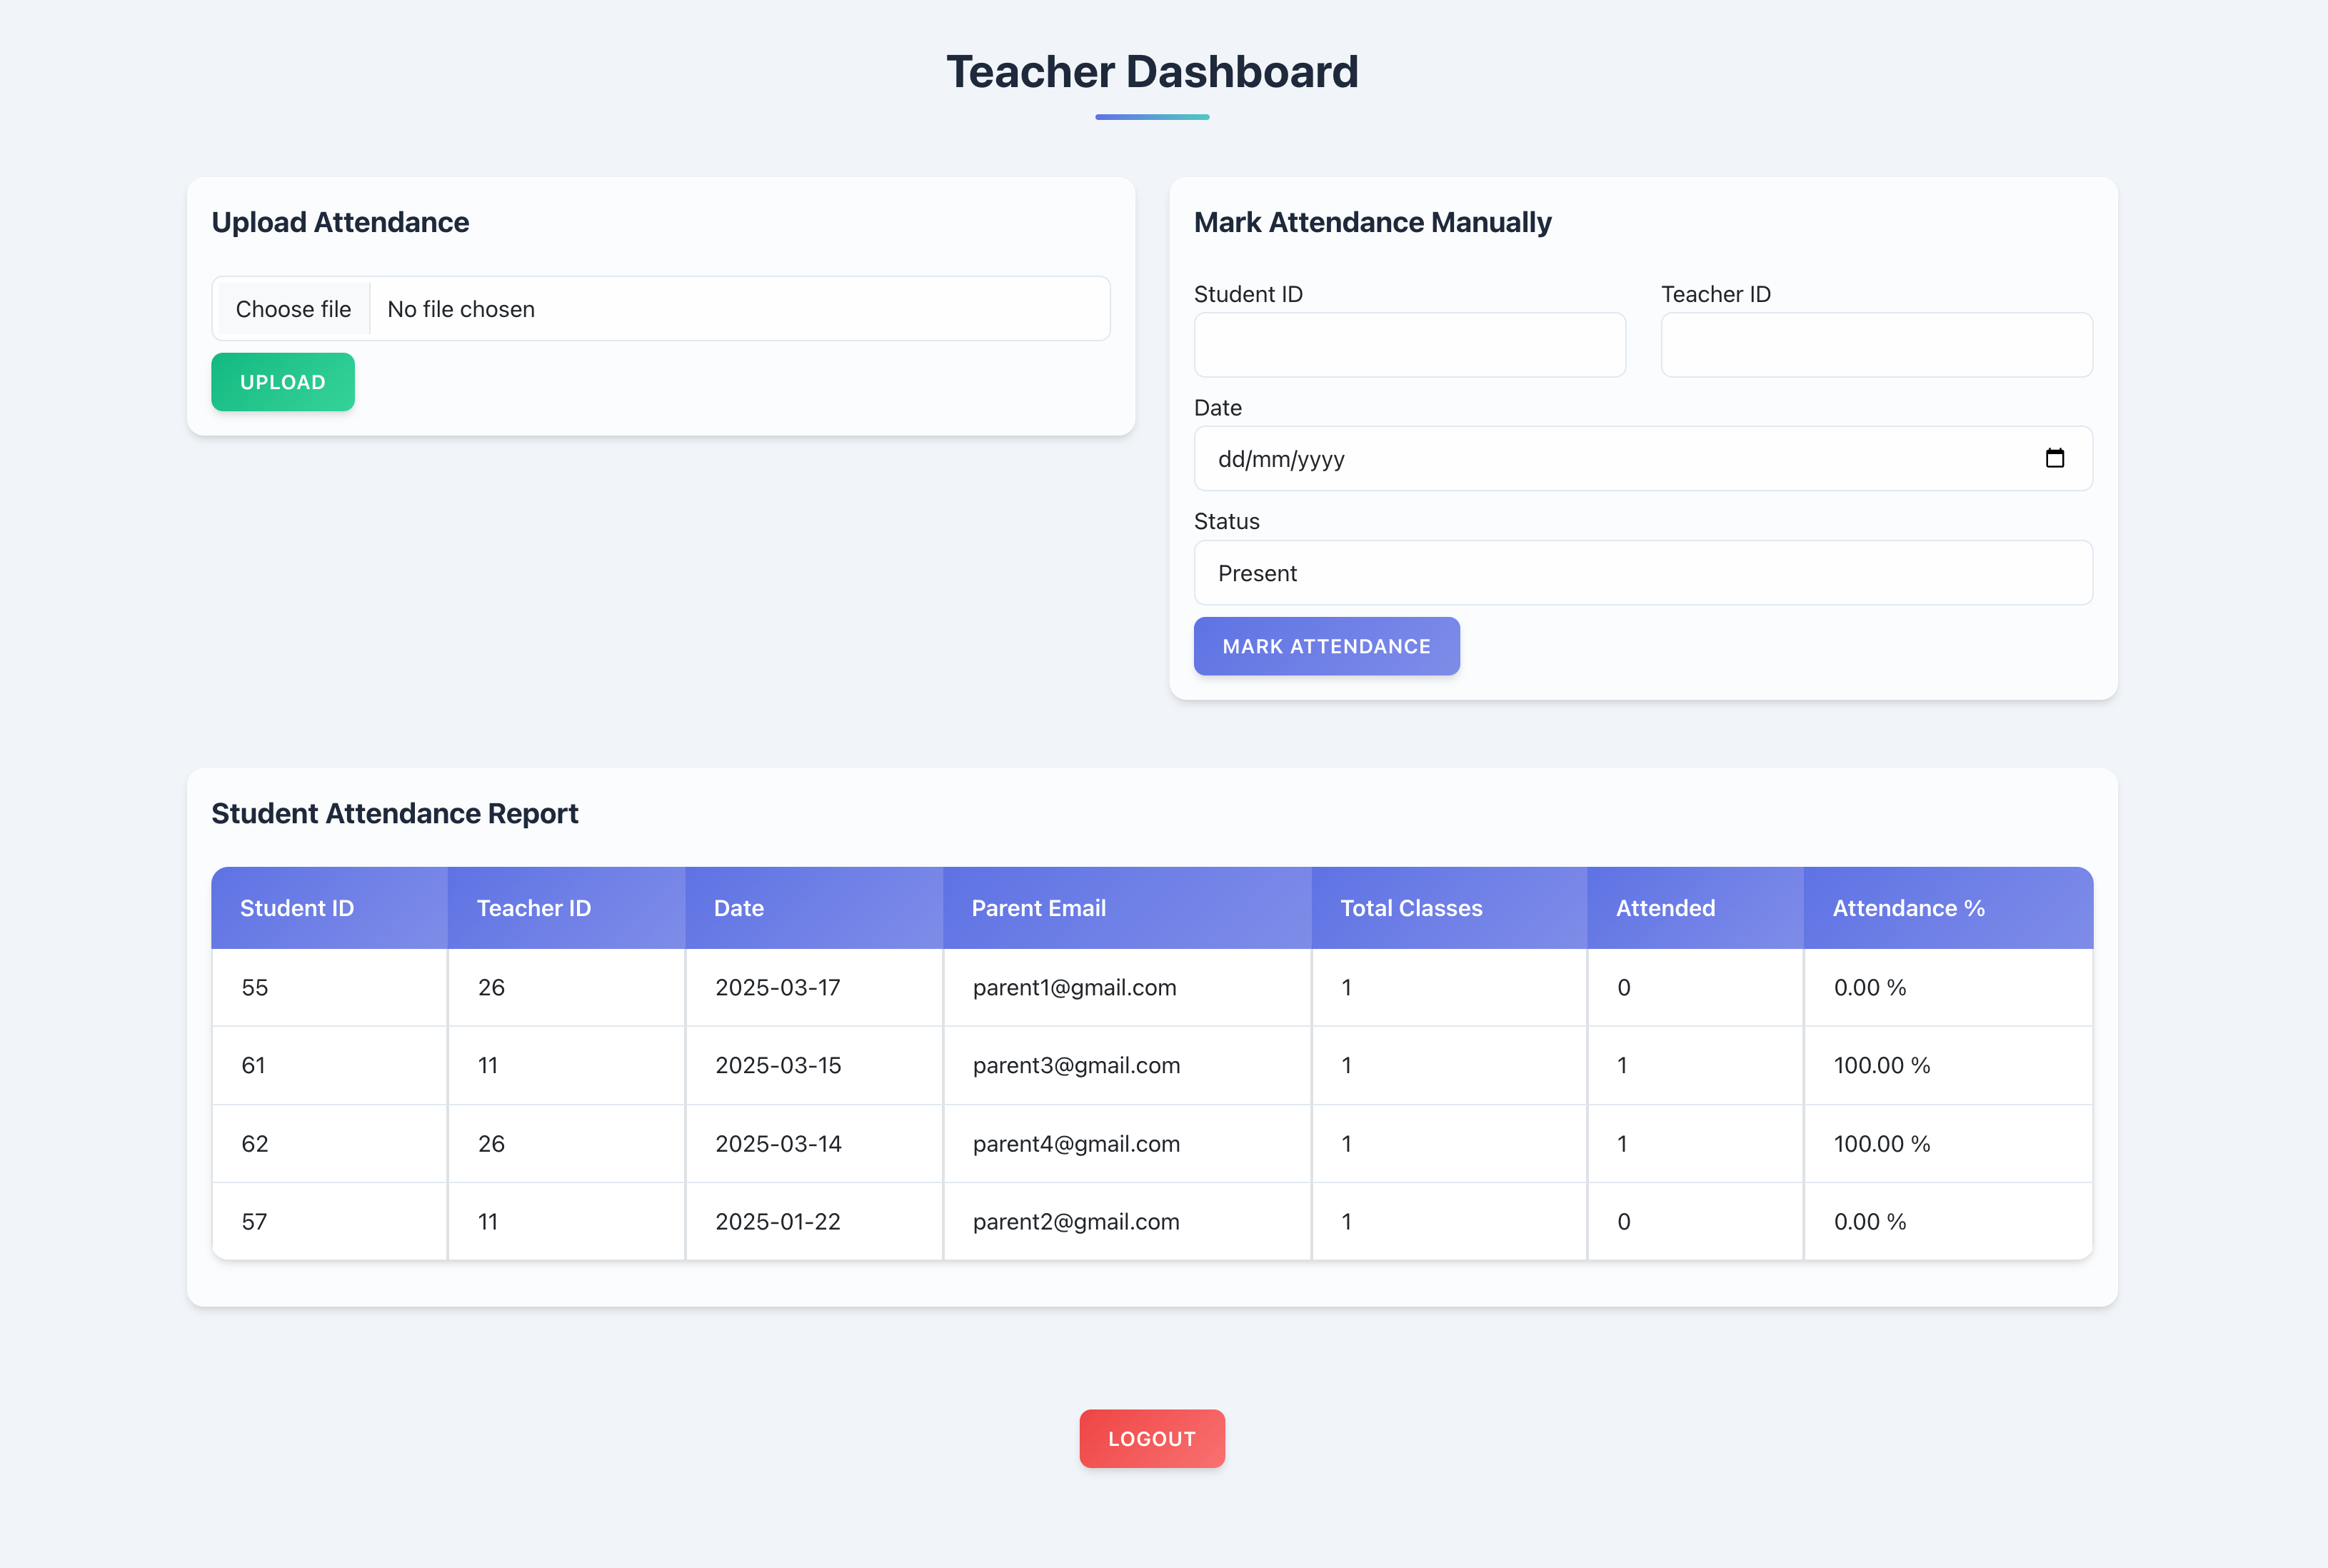 Teacher Dashboard
Upload Attendance
Choose file No file chosen
UPLOAD
Mark Attendance Manually
Student ID Teacher ID
Date
dd/mm/yyyy
Status
Present
MARK ATTENDANCE
Student Attendance Report
Student ID Teacher ID Date Parent Email Total Classes Attended Attendance %
55 26 2025-03-17 parent1@gmail.com 1 0 0.00 %
61 11 2025-03-15 parent3@gmail.com 1 1 100.00 %
62 26 2025-03-14 parent4@gmail.com 1 1 100.00 %
57 11 2025-01-22 parent2@gmail.com 1 0 0.00 %
LOGOUT